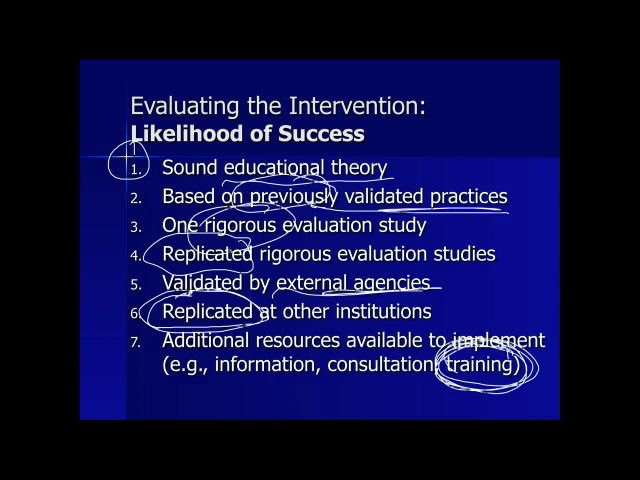 Evaluating the Intervention:
Likelihood of Success
1. Sound educational theory
2. Based on previously validated practices
3. One rigorous evaluation study
4. Replicated rigorous evaluation studies
5. Validated by external agencies
6. Replicated at other institutions
7. Additional resources available to implement
(e.g., information, consultation, training)